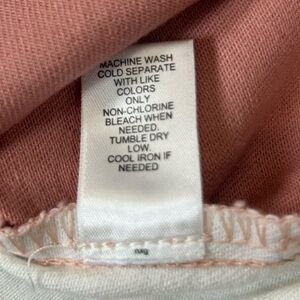 MACHINE WASH
COLD SEPARATE
WITH LIKE
COLORS
ONLY
NON-CHLORINE
BLEACH WHEN
NEEDED.
TUMBLE DRY
LOW.
COOL IRON IF
NEEDED